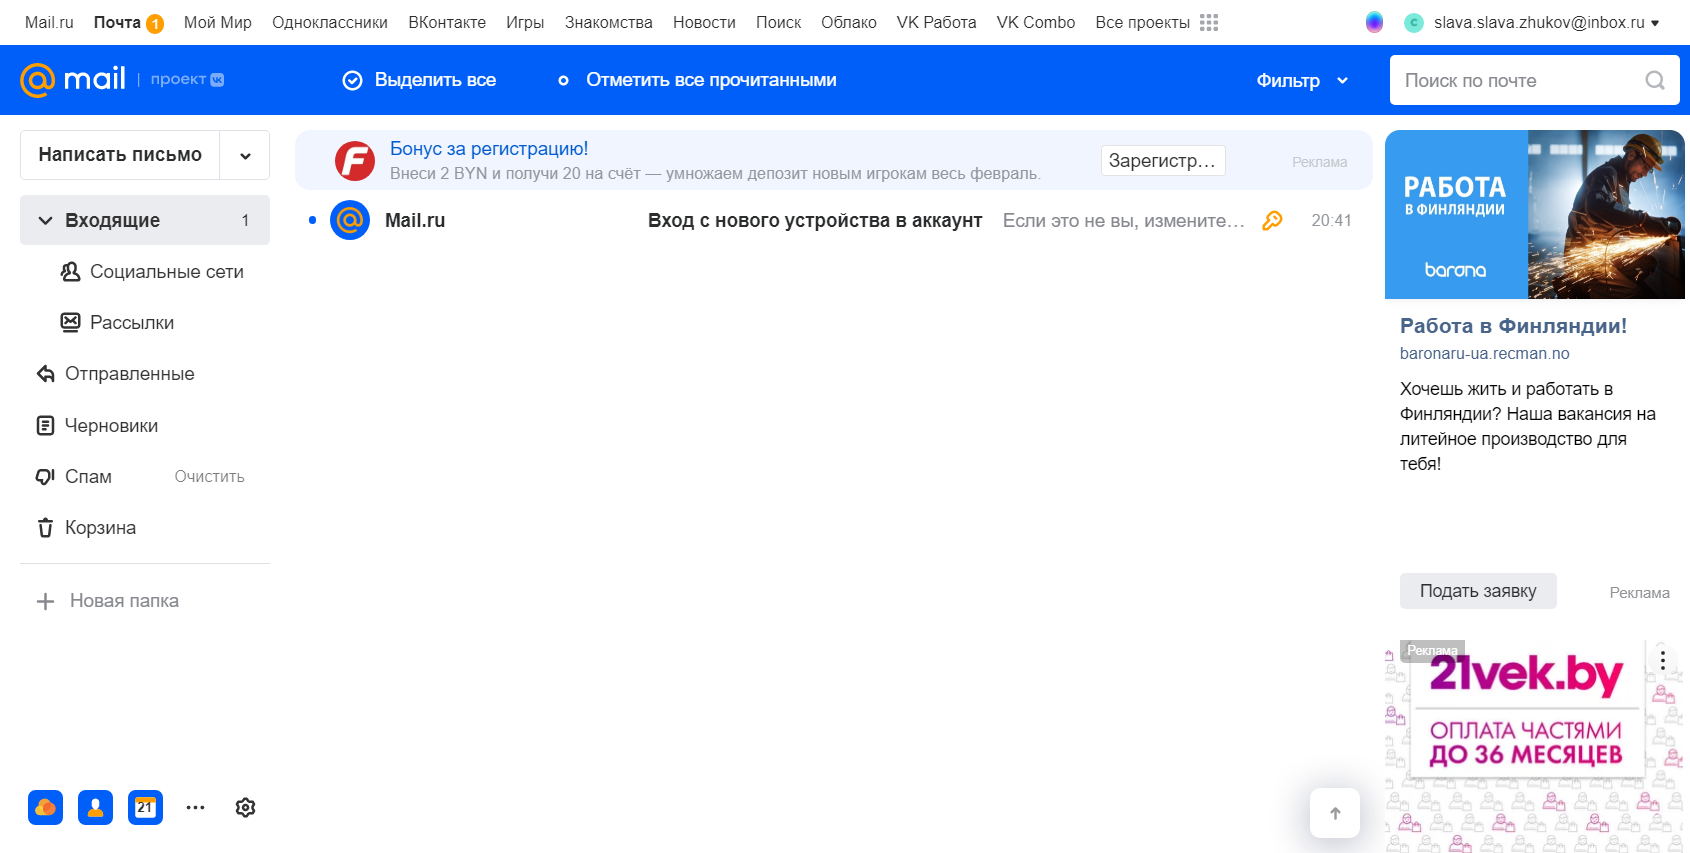 Mail.ru Почта 1 Мой Мир Одноклассники ВКонтакте Игры Знакомства Новости Поиск Облако VK Работа VK Combo Все проекты C slava.slava.zhukov@inbox.ru
@mail проект VK Выделить все Отметить все прочитанными Фильтр Поиск по почте
Написать письмо
Входящие 1
Социальные сети
Рассылки
Отправленные
Черновики
Спам Очистить
Корзина
Новая папка
21
F
Бонус за регистрацию!
Внеси 2 BYN и получи 20 на счёт — умножаем депозит новым игрокам весь февраль.
Зарегистр... Реклама
Mail.ru Вход с нового устройства в аккаунт Если это не вы, измените... 20:41
РАБОТА
В ФИНЛЯНДИИ
barona
Работа в Финляндии!
baronaru-ua.recman.no
Хочешь жить и работать в
Финляндии? Наша вакансия на
литейное производство для
тебя!
Подать заявку Реклама
Реклама
21vek.by
ОПЛАТА ЧАСТЯМИ
ДО 36 МЕСЯЦЕВ